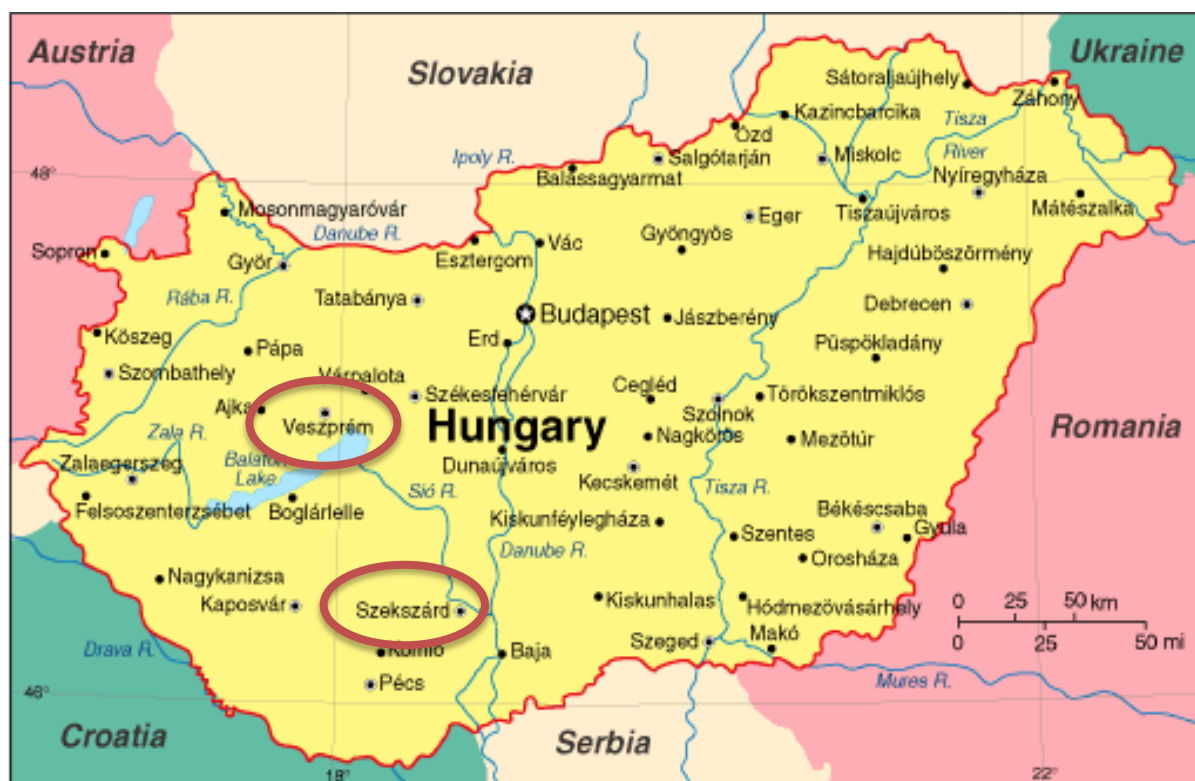 Austria
Slovakia
Ukraine
Sátoraljaújhely
Záhony
Kazincbarcika
Tisza
River
Ózd
Ipoly R.
Salgótarján
Miskolc
48°
Balássagyarmat
Nyíregyháza
Mosonmagyaróvár
Eger
Tiszaújváros
Mátészalka
Danube R.
Vác
Gyöngyös
Sopron
Esztergom
Hajdúböszörmény
Győr
Rába R.
Tatabánya
Debrecen
Budapest
Jászberény
Köszeg
Erd
Pápa
Püspökladány
Szombathely
Várpalota
Székesfehérvár
Cegléd
Törökszentmiklós
Ajka
Veszprém
Hungary
Szolnok
Romania
Zala R.
Nagkörös
Mezőtúr
Zalaegerszeg
Balaton
Lake
Dunaújváros
Kecskemét
Sió R.
Tisza R.
Felsoszenterzsébet
Boglárlelle
Kiskunféylegháza
Békéscsaba
Gyula
Szentes
Danube R.
Orosháza
Nagykanizsa
Kaposvár
Szekszárd
Kiskunhalas
Hódmezövásárhely
0 25 50 km
0 25 50 mi
Drava R.
Komló
Baja
Szeged
Makó
Pécs
46°
Mures R.
Croatia
Serbia
18°
22°